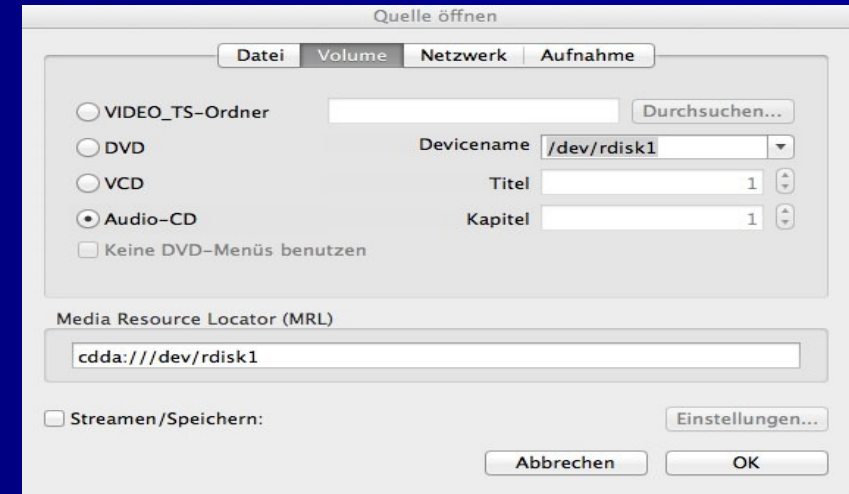 Quelle öffnen
Datei Volume Netzwerk Aufnahme
VIDEO_TS-Ordner Durchsuchen...
DVD Devicename /dev/rdisk1
VCD Titel 1
Audio-CD Kapitel 1
Keine DVD-Menüs benutzen
Media Resource Locator (MRL)
cdda:///dev/rdisk1
Streamen/Speichern: Einstellungen...
Abbrechen OK